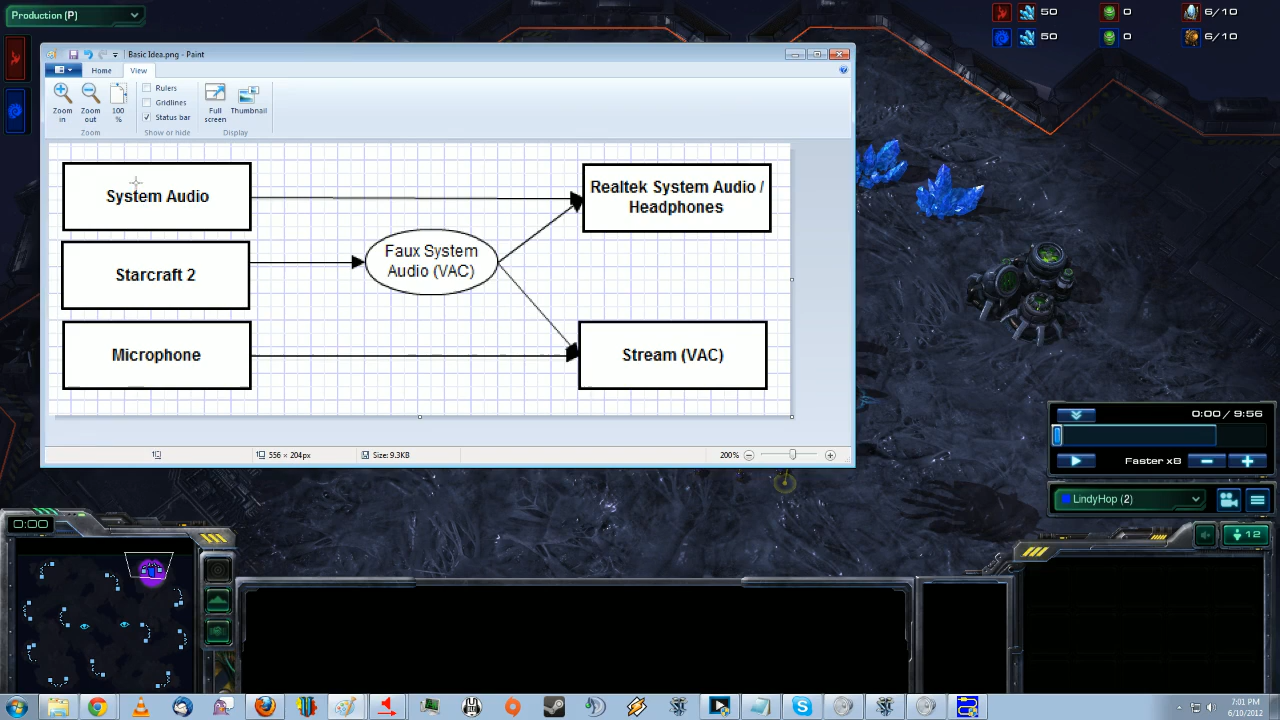 Production (P)
50
0
6/10
50
0
6/10
Basic Idea.png - Paint
Home
View
Zoom in
Zoom out
100 %
Rulers
Gridlines
Status bar
Full screen
Thumbnail
Zoom
Show or hide
Display
System Audio
Realtek System Audio /
Headphones
Faux System
Audio (VAC)
Starcraft 2
Microphone
Stream (VAC)
556 × 204px
Size: 9.3KB
200%
0:00 / 9:56
Faster x8
LindyHop (2)
12
0:00
7:01 PM
6/10/2012